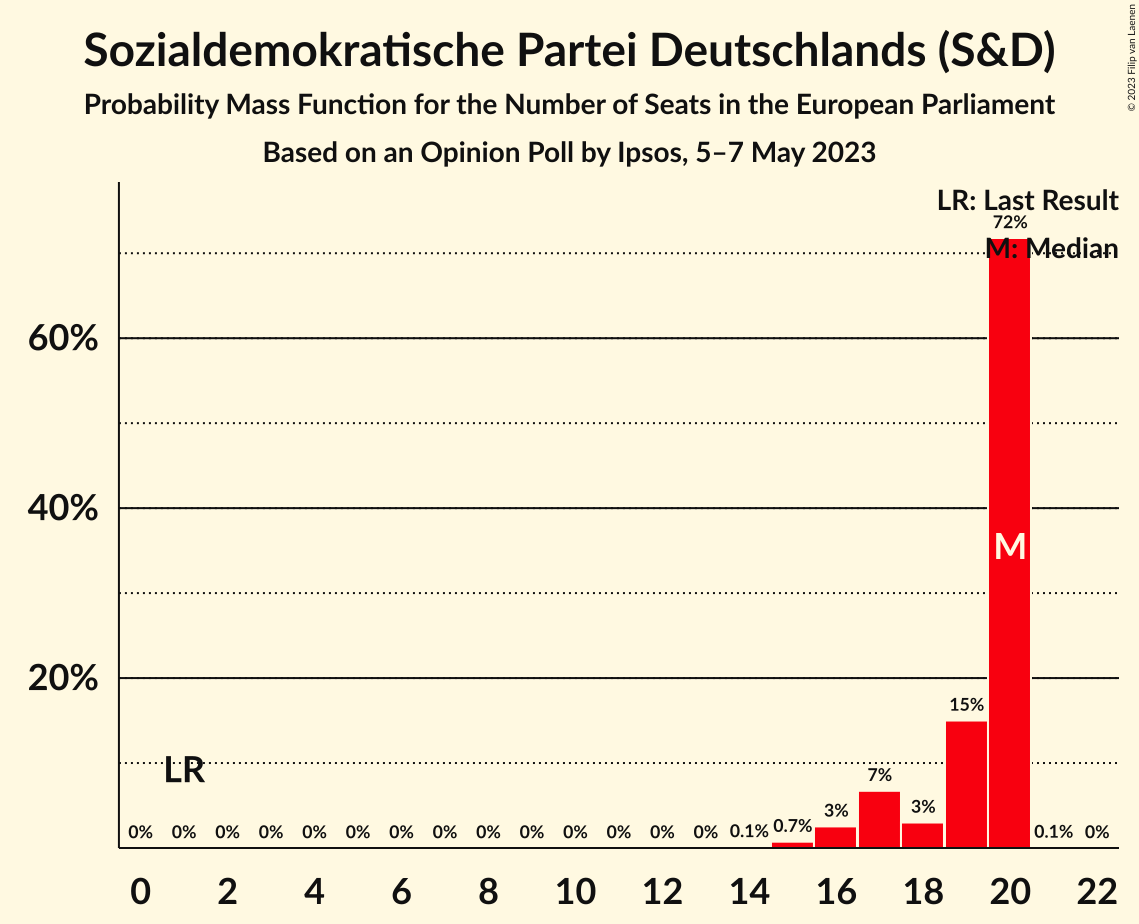 Sozialdemokratische Partei Deutschlands (S&D)
Probability Mass Function for the Number of Seats in the European Parliament
Based on an Opinion Poll by Ipsos, 5–7 May 2023
© 2023 Filip van Laenen
LR: Last Result
M: Median
72%
60%
40%
M
20%
15%
LR
7%
0% 0% 0% 0% 0% 0% 0% 0% 0% 0% 0% 0% 0% 0% 0.1% 0.7% 3% 3% 0.1% 0%
0 2 4 6 8 10 12 14 16 18 20 22